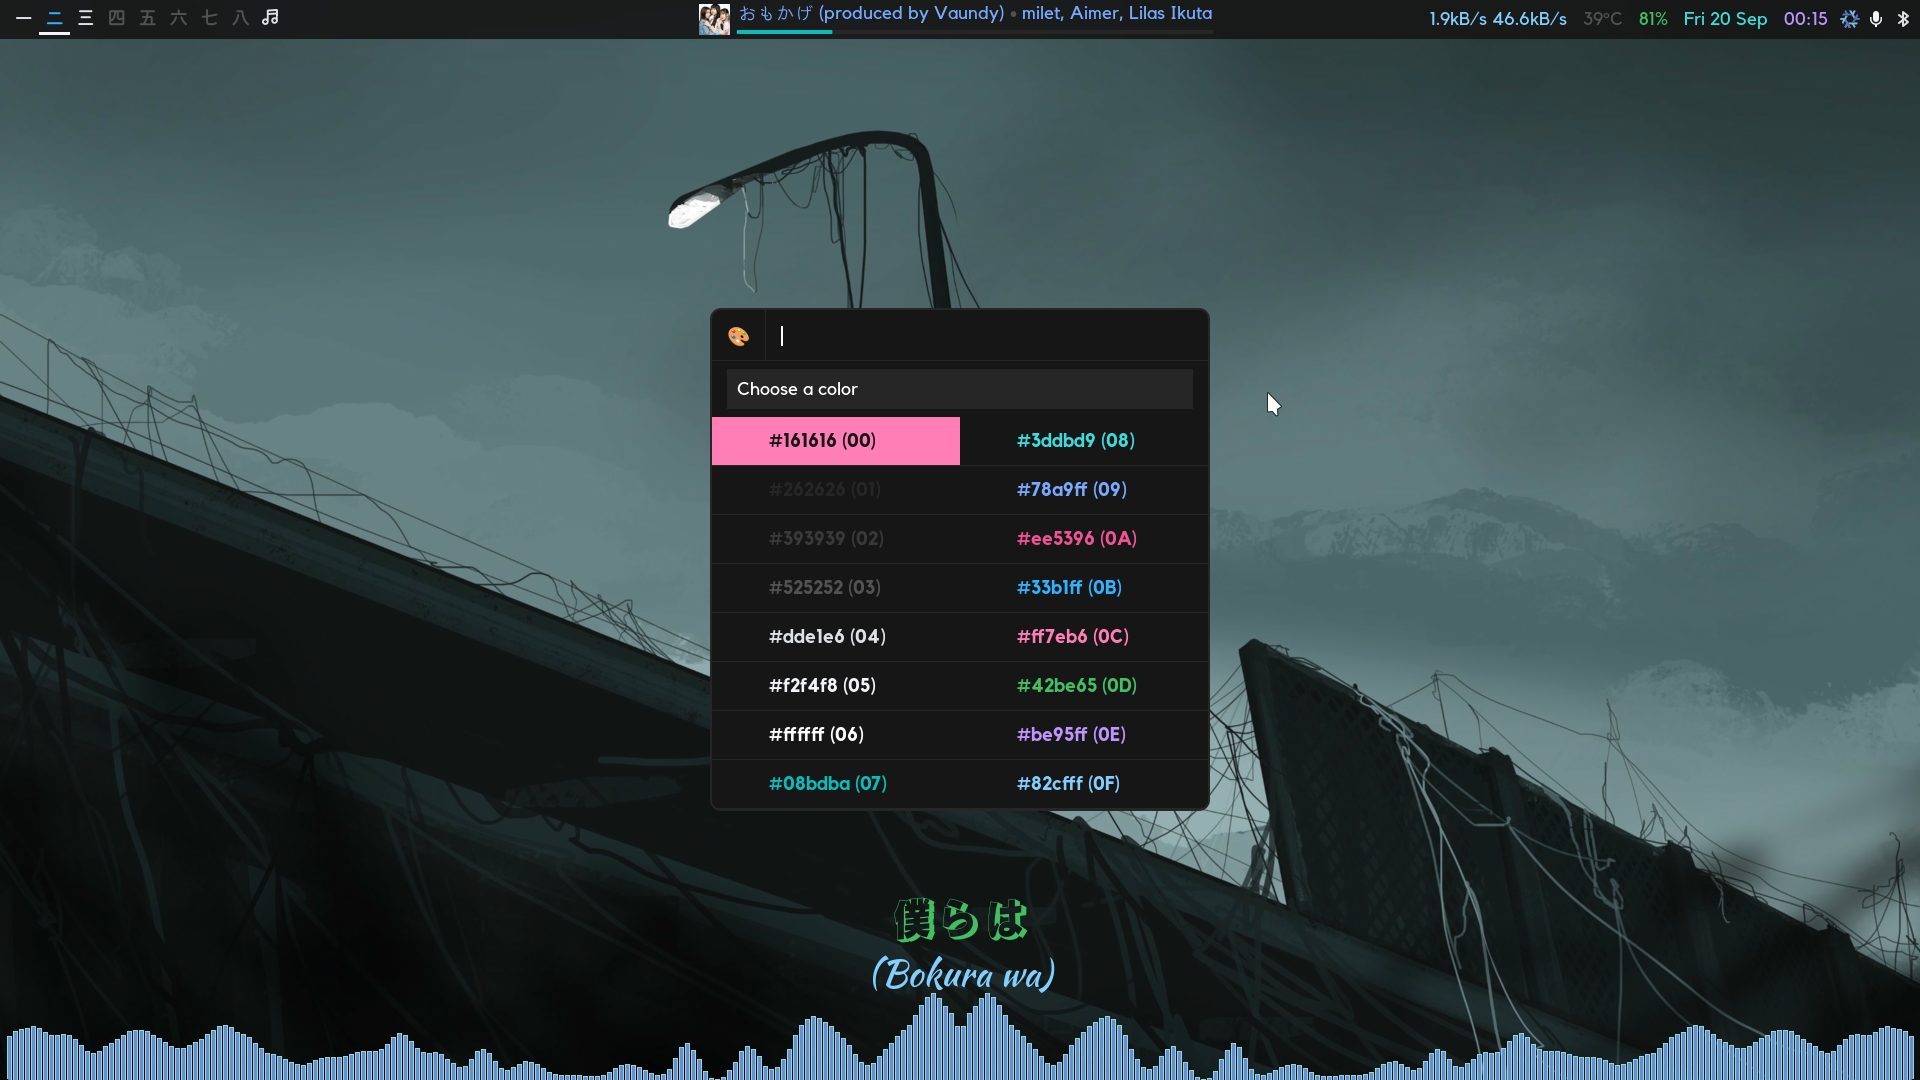 一 二 三 四 五 六 七 八
おもかげ (produced by Vaundy) • milet, Aimer, Lilas Ikuta
1.9kB/s 46.6kB/s 39°C 81% Fri 20 Sep 00:15
Choose a color
#161616 (00)
#262626 (01)
#393939 (02)
#525252 (03)
#dde1e6 (04)
#f2f4f8 (05)
#ffffff (06)
#08bdba (07)
#3ddbd9 (08)
#78a9ff (09)
#ee5396 (0A)
#33b1ff (0B)
#ff7eb6 (0C)
#42be65 (0D)
#be95ff (0E)
#82cfff (0F)
僕らは
(Bokura wa)